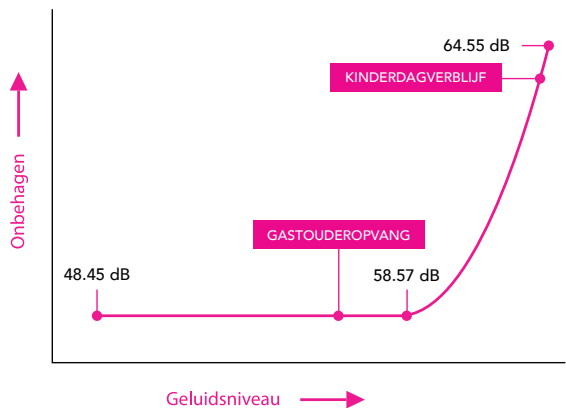 64.55 dB
KINDERDAGVERBLIJF
Onbehagen
GASTOUDEROPVANG
48.45 dB
58.57 dB
Geluidsniveau